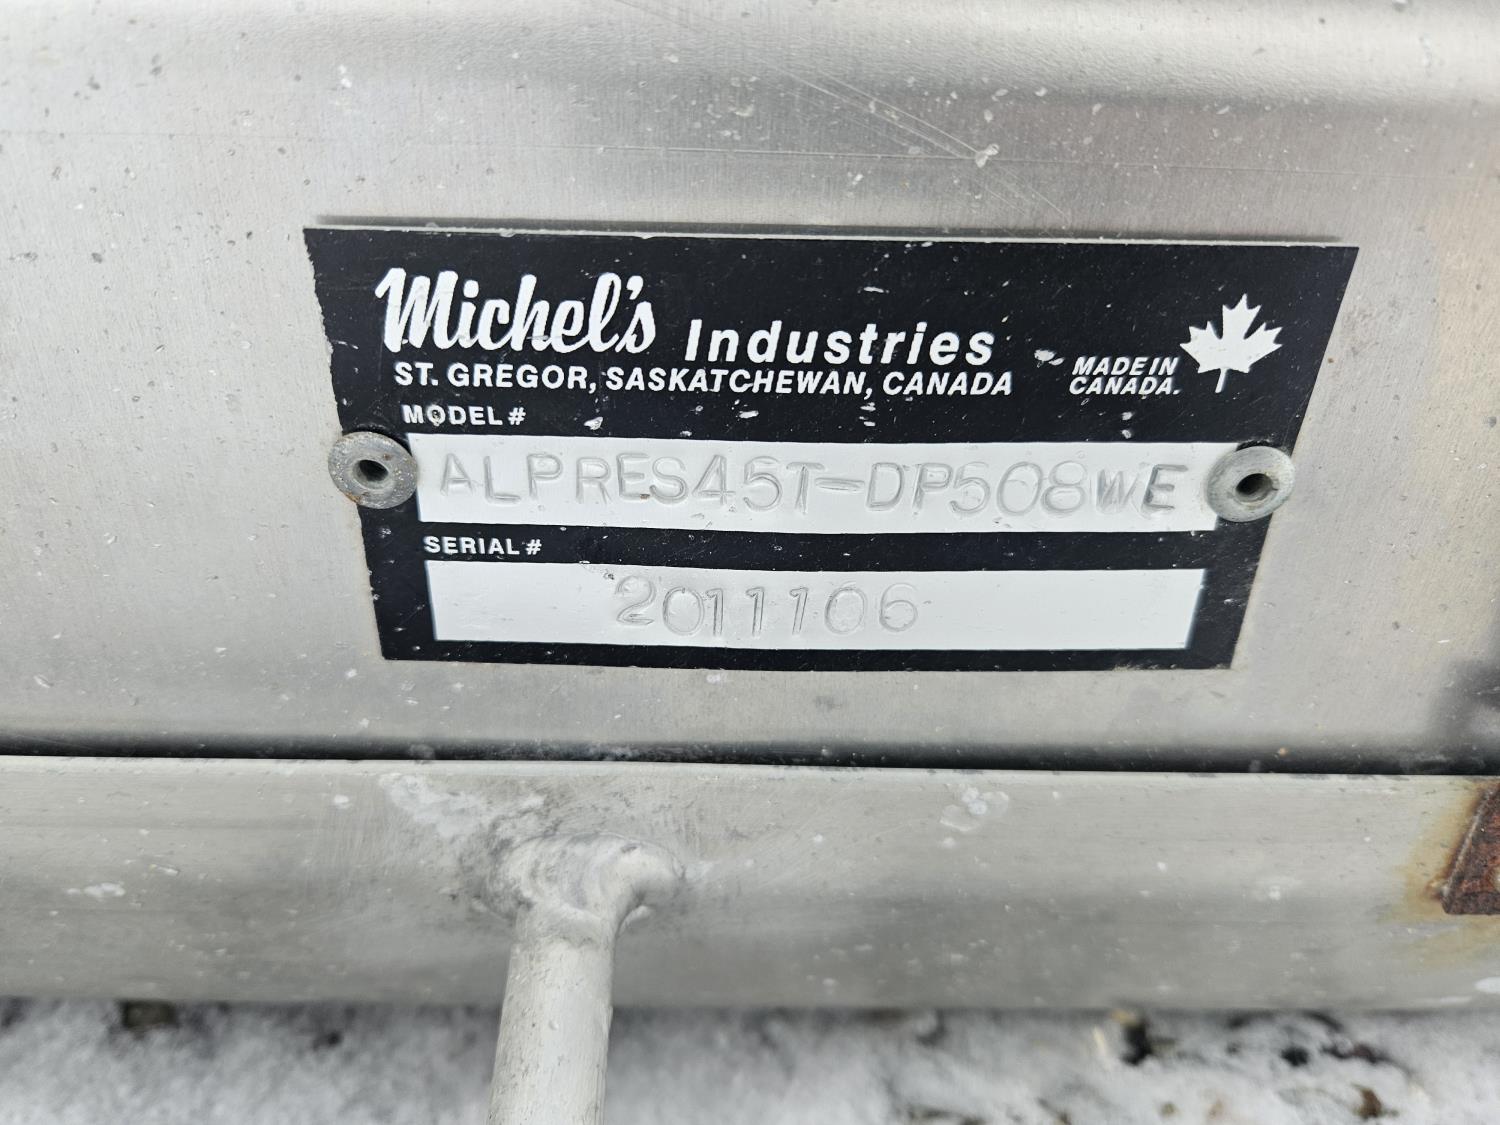 Michel's Industries
ST. GREGOR, SASKATCHEWAN, CANADA
MADE IN
CANADA.
MODEL #
ALPRES45T-DP508WE
SERIAL #
2011106